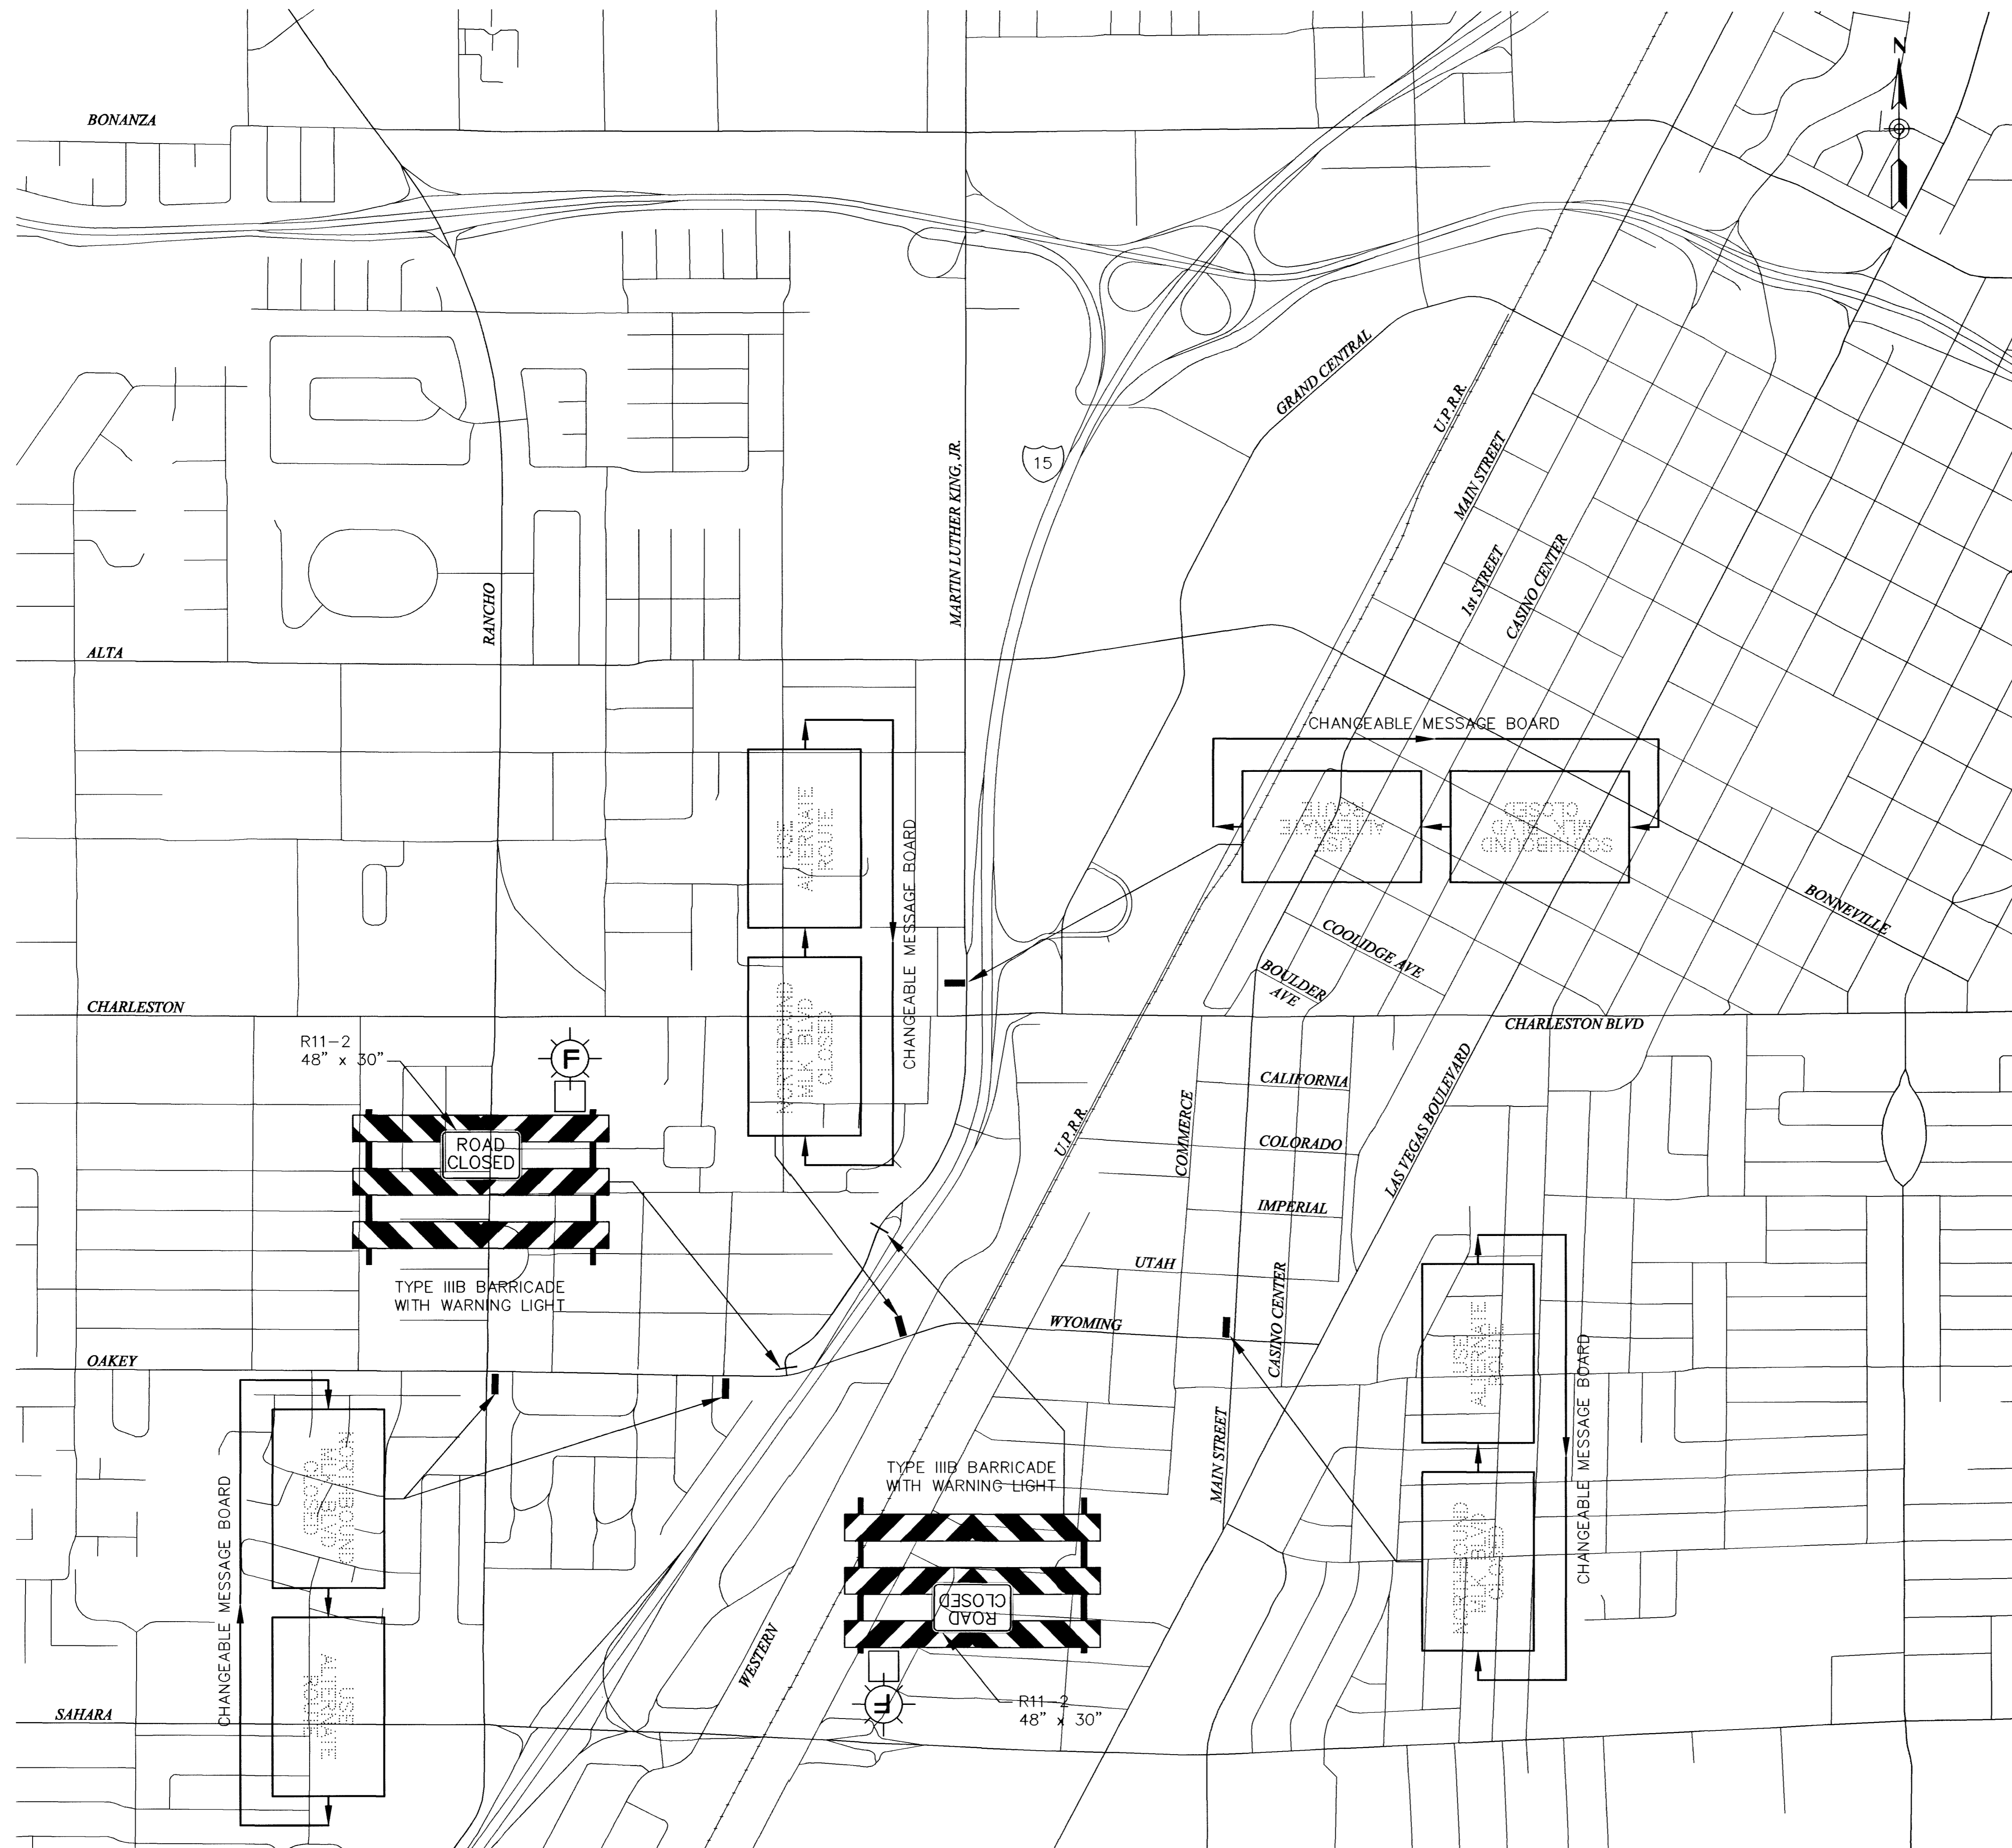 N
BONANZA
GRAND CENTRAL
U.P.R.R.
MAIN STREET
MARTIN LUTHER KING, JR.
15
1st STREET
CASINO CENTER
RANCHO
ALTA
CHANGEABLE MESSAGE BOARD
USE
ALTERNATE
ROUTE
SOUTHBOUND
MLK BLVD
CLOSED
USE
ALTERNATE
ROUTE
CHANGEABLE MESSAGE BOARD
NORTHBOUND
MLK BLVD
CLOSED
BONNEVILLE
COOLIDGE AVE
BOULDER
AVE
CHARLESTON
CHARLESTON BLVD
R11-2
48" x 30"
F
ROAD
CLOSED
TYPE IIIB BARRICADE
WITH WARNING LIGHT
U.P.R.R.
COMMERCE
CALIFORNIA
COLORADO
IMPERIAL
UTAH
LAS VEGAS BOULEVARD
WYOMING
CASINO CENTER
OAKEY
MAIN STREET
USE
ALTERNATE
ROUTE
CHANGEABLE MESSAGE BOARD
NORTHBOUND
MLK BLVD
CLOSED
NORTHBOUND
MLK BLVD
CLOSED
CHANGEABLE MESSAGE BOARD
USE
ALTERNATE
ROUTE
TYPE IIIB BARRICADE
WITH WARNING LIGHT
ROAD
CLOSED
F
R11-2
48" x 30"
WESTERN
SAHARA